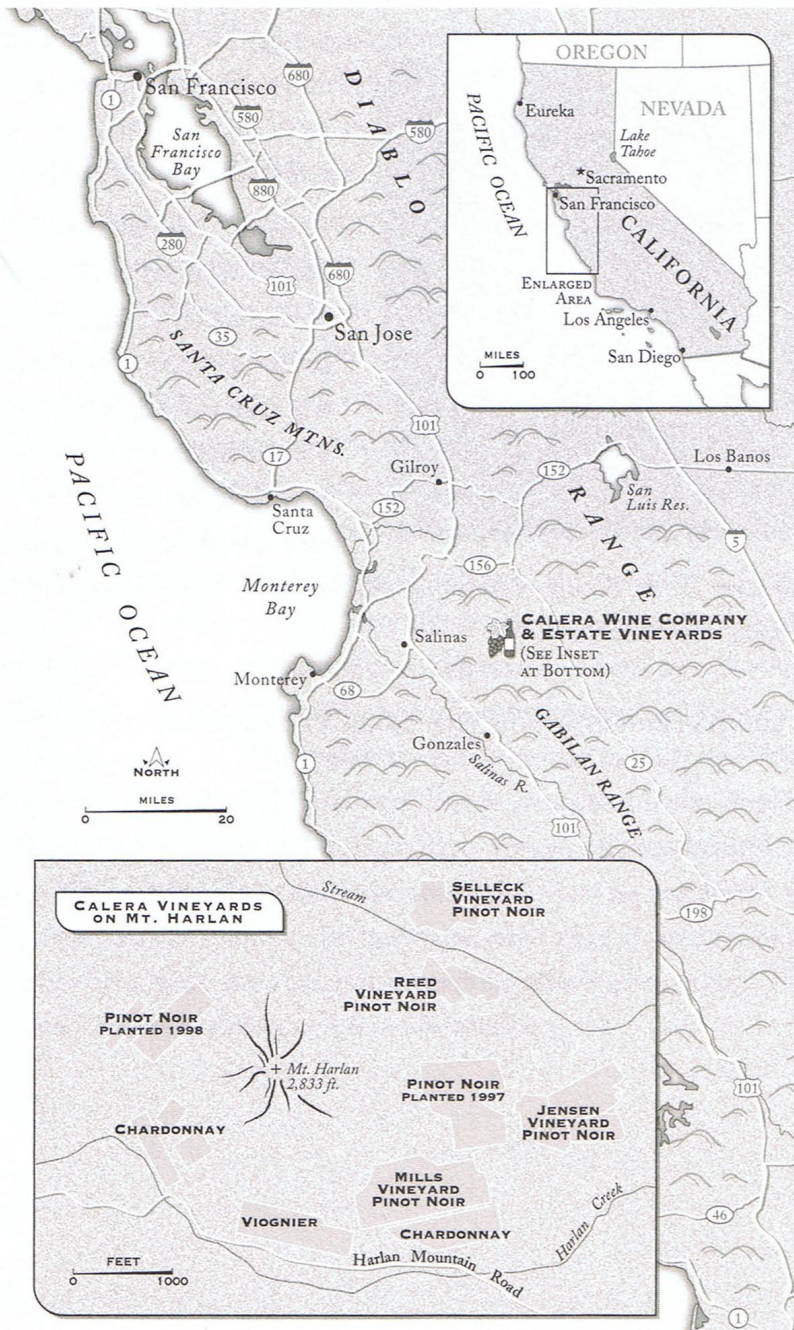 San Francisco
1
680
DIABLO
580
San
Francisco
Bay
580
880
280
680
101
35
San Jose
1
SANTA CRUZ MTNS.
101
17
Gilroy
152
Los Banos
152
San
Luis Res.
RANGE
Santa
Cruz
5
156
PACIFIC OCEAN
Monterey
Bay
CALERA WINE COMPANY
& ESTATE VINEYARDS
(SEE INSET
AT BOTTOM)
Salinas
Monterey
68
GABILAN RANGE
Gonzales
Salinas R.
1
25
NORTH
MILES
0 20
101
198
101
46
1
OREGON
PACIFIC OCEAN
Eureka
NEVADA
Lake
Tahoe
Sacramento
San Francisco
CALIFORNIA
ENLARGED
AREA
Los Angeles
San Diego
MILES
0 100
CALERA VINEYARDS
ON MT. HARLAN
Stream
SELLECK
VINEYARD
PINOT NOIR
REED
VINEYARD
PINOT NOIR
PINOT NOIR
PLANTED 1998
Mt. Harlan
2,833 ft.
PINOT NOIR
PLANTED 1997
JENSEN
VINEYARD
PINOT NOIR
CHARDONNAY
MILLS
VINEYARD
PINOT NOIR
VIOGNIER
CHARDONNAY
Harlan Creek
Harlan Mountain Road
FEET
0 1000